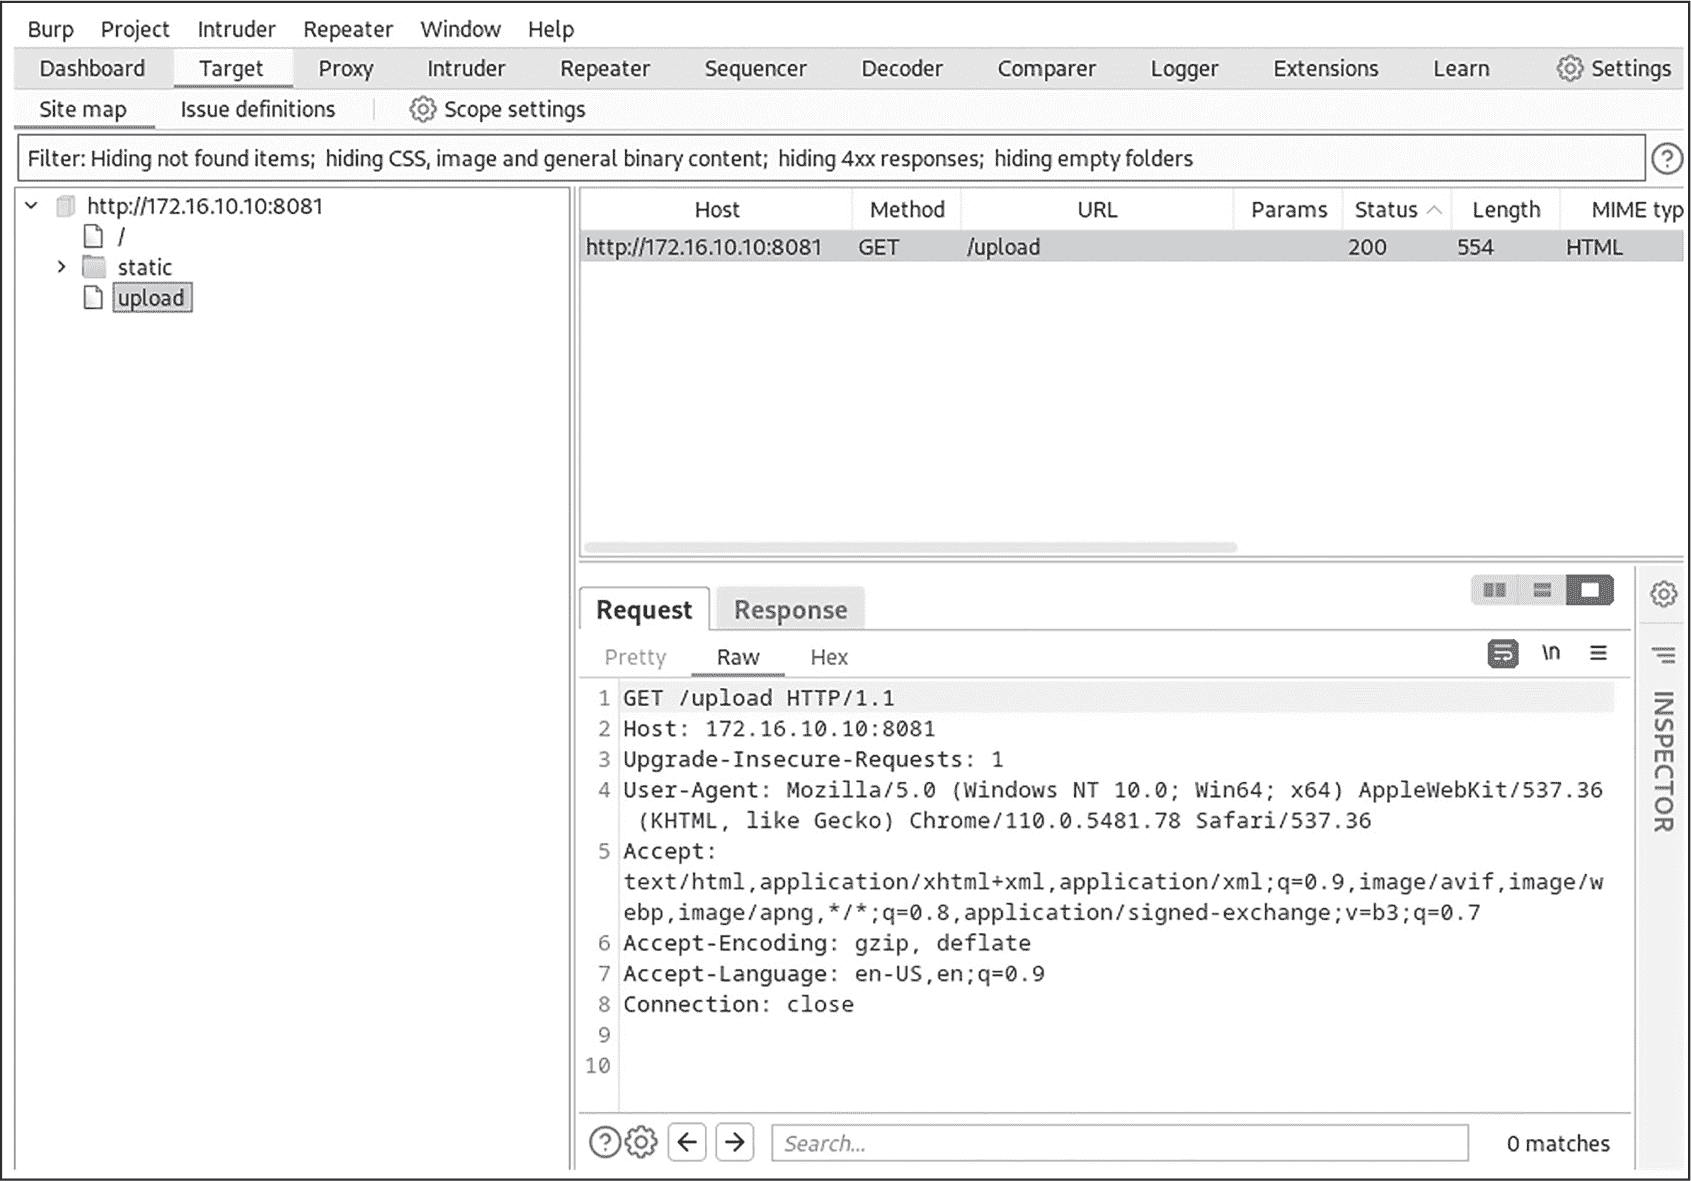 Burp Project Intruder Repeater Window Help
Dashboard Target Proxy Intruder Repeater Sequencer Decoder Comparer Logger Extensions Learn Settings
Site map Issue definitions Scope settings
Filter: Hiding not found items; hiding CSS, image and general binary content; hiding 4xx responses; hiding empty folders ?
http://172.16.10.10:8081
/
static
upload
Host Method URL Params Status Length MIME typ
http://172.16.10.10:8081 GET /upload 200 554 HTML
Request Response
Pretty Raw Hex \n
1 GET /upload HTTP/1.1
2 Host: 172.16.10.10:8081
3 Upgrade-Insecure-Requests: 1
4 User-Agent: Mozilla/5.0 (Windows NT 10.0; Win64; x64) AppleWebKit/537.36
(KHTML, like Gecko) Chrome/110.0.5481.78 Safari/537.36
5 Accept:
text/html,application/xhtml+xml,application/xml;q=0.9,image/avif,image/w
ebp,image/apng,*/*;q=0.8,application/signed-exchange;v=b3;q=0.7
6 Accept-Encoding: gzip, deflate
7 Accept-Language: en-US,en;q=0.9
8 Connection: close
9
10
INSPECTOR
? Search... 0 matches